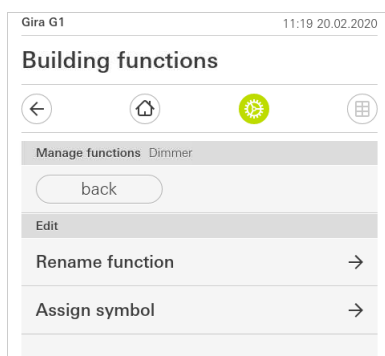 Gira G1 11:19 20.02.2020
Building functions
Manage functions Dimmer
back
Edit
Rename function
Assign symbol